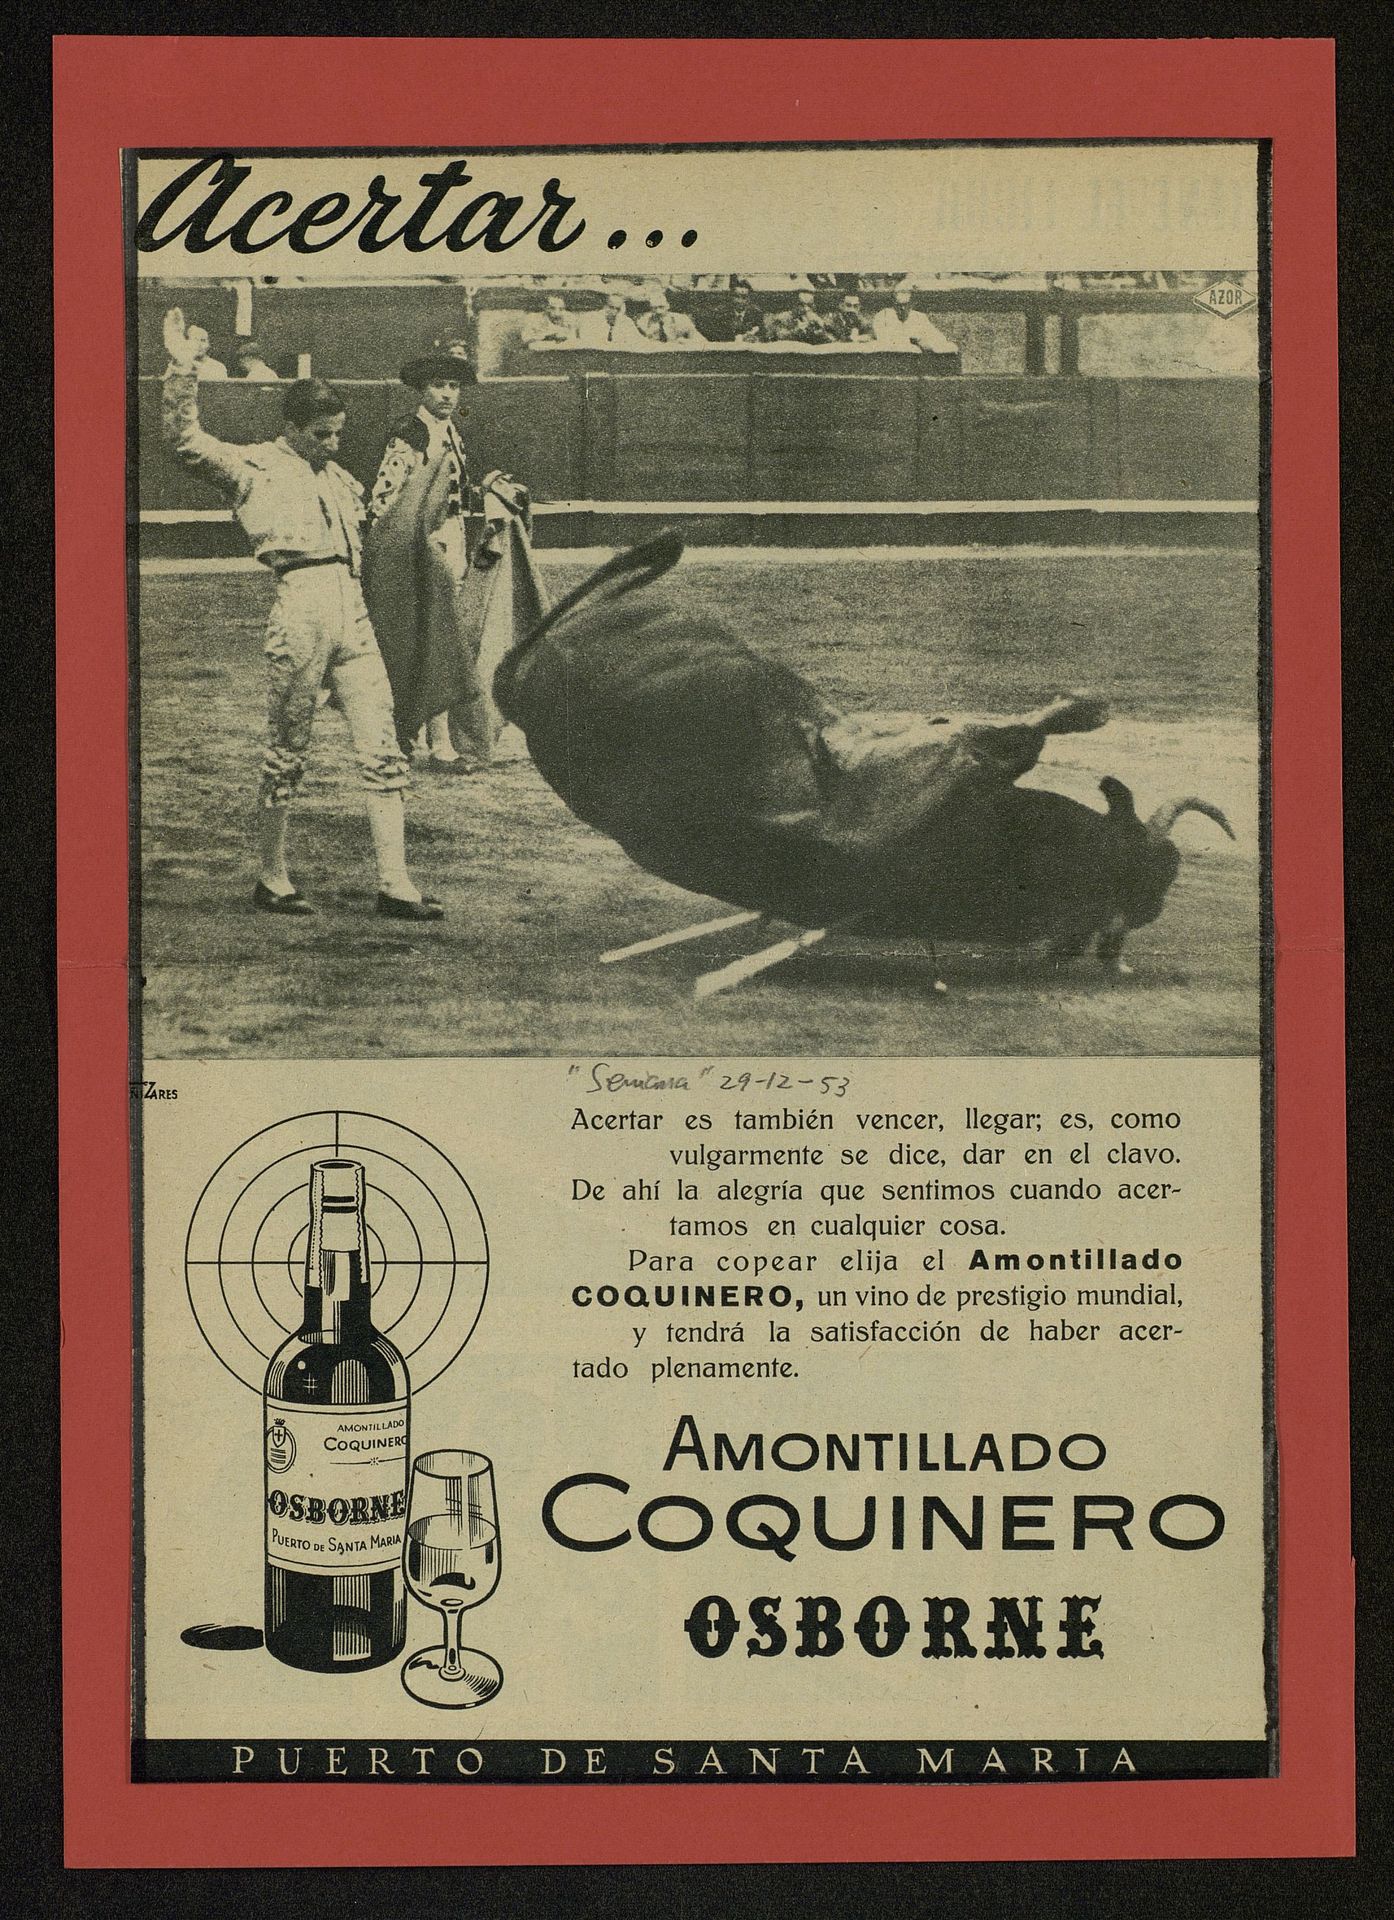 Acertar...
AZOR
"Semana" 29-12-53
Acertar es también vencer, llegar; es, como
vulgarmente se dice, dar en el clavo.
De ahí la alegría que sentimos cuando acer-
tamos en cualquier cosa.
Para copear elija el Amontillado
COQUINERO, un vino de prestigio mundial,
y tendrá la satisfacción de haber acer-
tado plenamente.
AMONTILLADO
COQUINERO
OSBORNE
PUERTO DE SANTA MARIA
AMONTILLADO
COQUINERO
OSBORNE
PUERTO DE SANTA MARIA